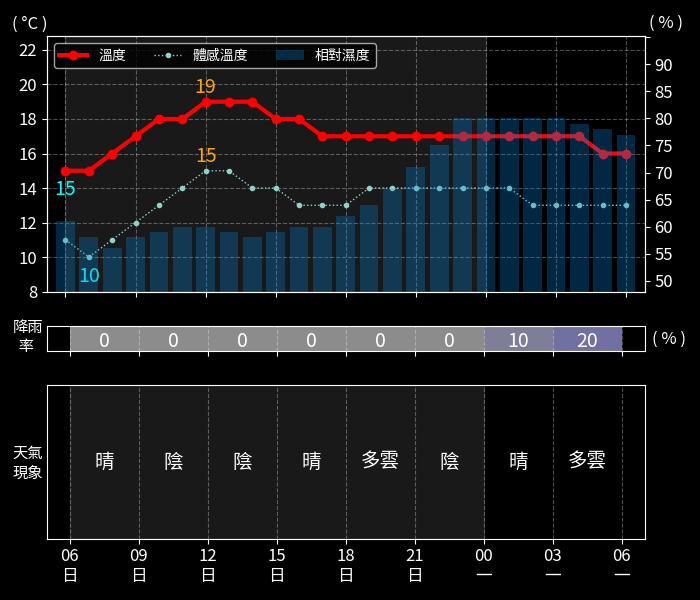 ( °C )
( % )
溫度 體感溫度 相對濕度
22
20
18
16
14
12
10
8
90
85
80
75
70
65
60
55
50
19
15
15
10
降雨
率
0 0 0 0 0 0 10 20
( % )
天氣
現象
晴 陰 陰 晴 多雲 陰 晴 多雲
06 09 12 15 18 21 00 03 06
日 日 日 日 日 日 一 一 一